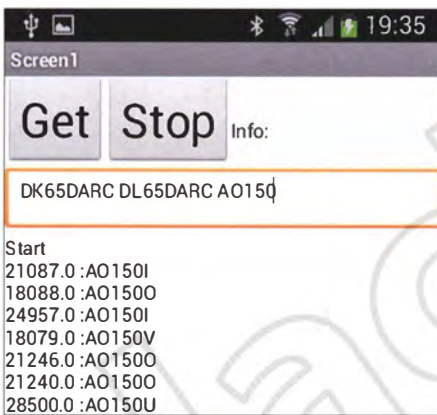 19:35
Screen1
Get Stop Info:
DK65DARC DL65DARC AO150
Start
21087.0 :AO150I
18088.0 :AO150O
24957.0 :AO150I
18079.0 :AO150V
21246.0 :AO150O
21240.0 :AO150O
28500.0 :AO150U